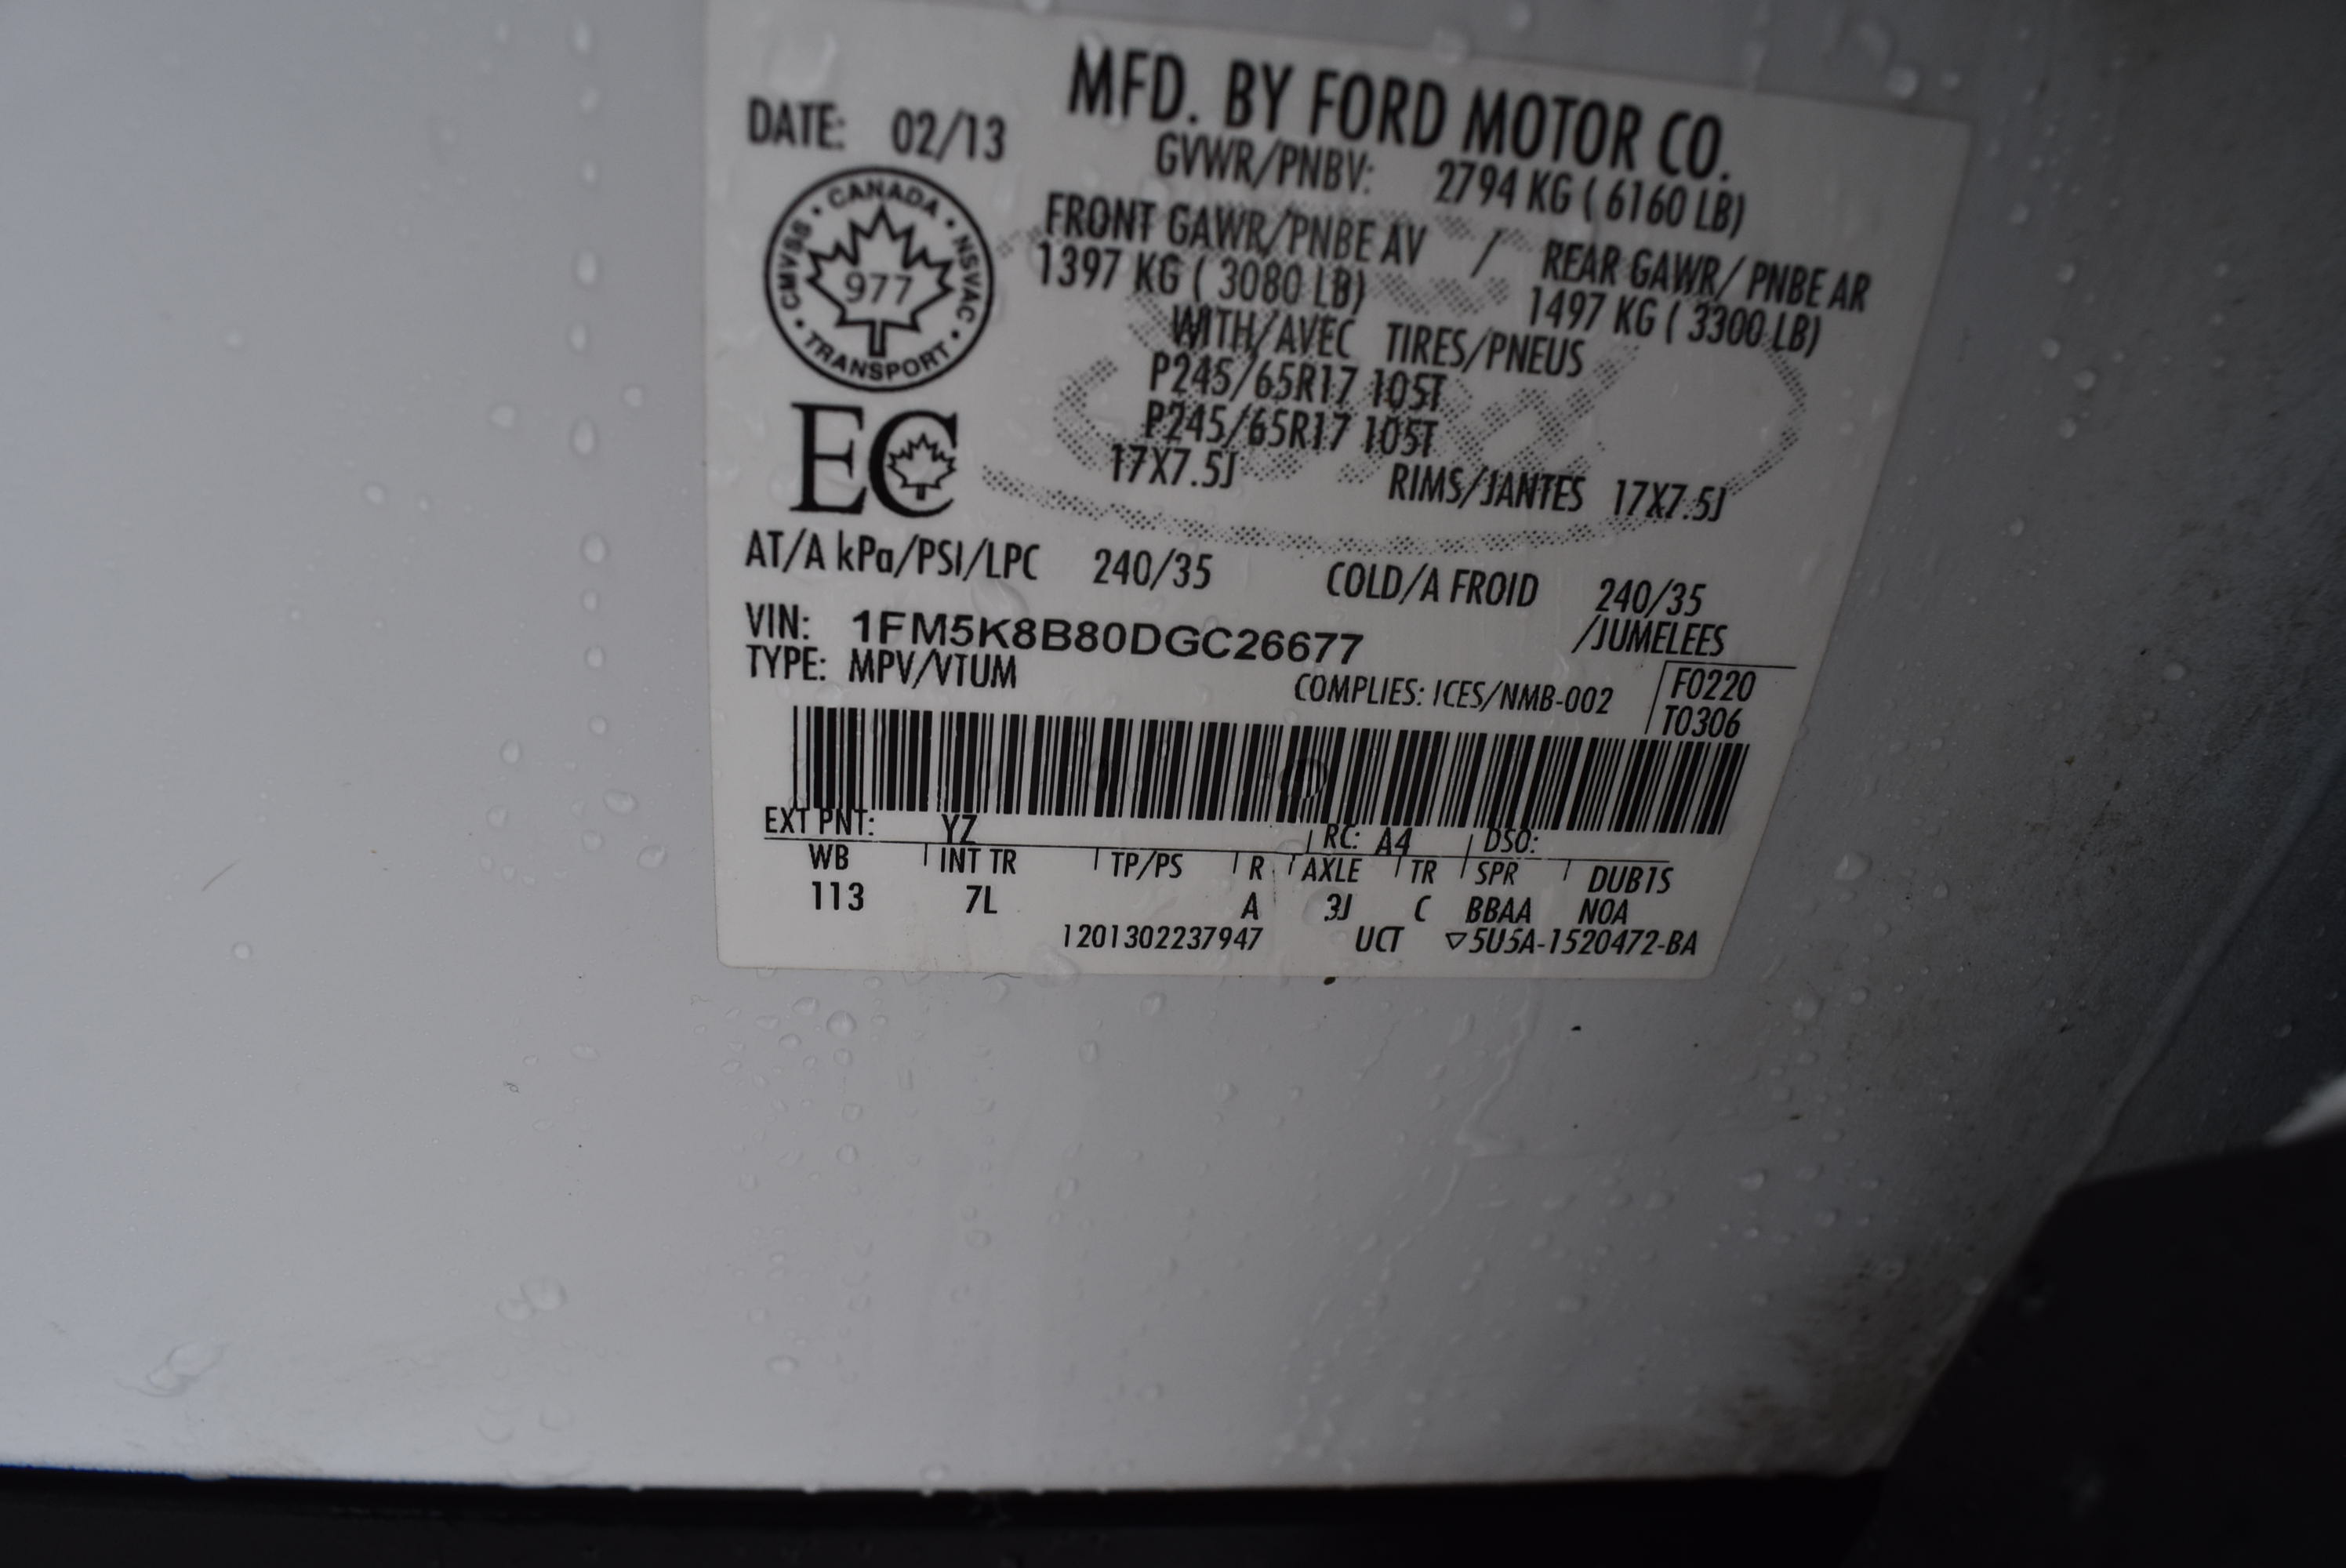 MFD. BY FORD MOTOR CO.
DATE: 02/13
GVWR/PNBV: 2794 KG ( 6160 LB)
CANADA · NSVAC · TRANSPORT · CMVSS ·
977
FRONT GAWR/PNBE AV / REAR GAWR/ PNBE AR
1397 KG ( 3080 LB) 1497 KG ( 3300 LB)
WITH/AVEC TIRES/PNEUS
P245/65R17 105T
P245/65R17 105T
EC
17X7.5J RIMS/JANTES 17X7.5J
AT/A kPa/PSI/LPC 240/35 COLD/A FROID 240/35
/JUMELEES
VIN: 1FM5K8B80DGC26677
TYPE: MPV/VTUM
COMPLIES: ICES/NMB-002
F0220
T0306
EXT PNT: YZ RC: A4 DSO:
WB INT TR TP/PS R AXLE TR SPR DUB1S
113 7L A 3J C BBAA NOA
1201302237947 UCT ▽5U5A-1520472-BA